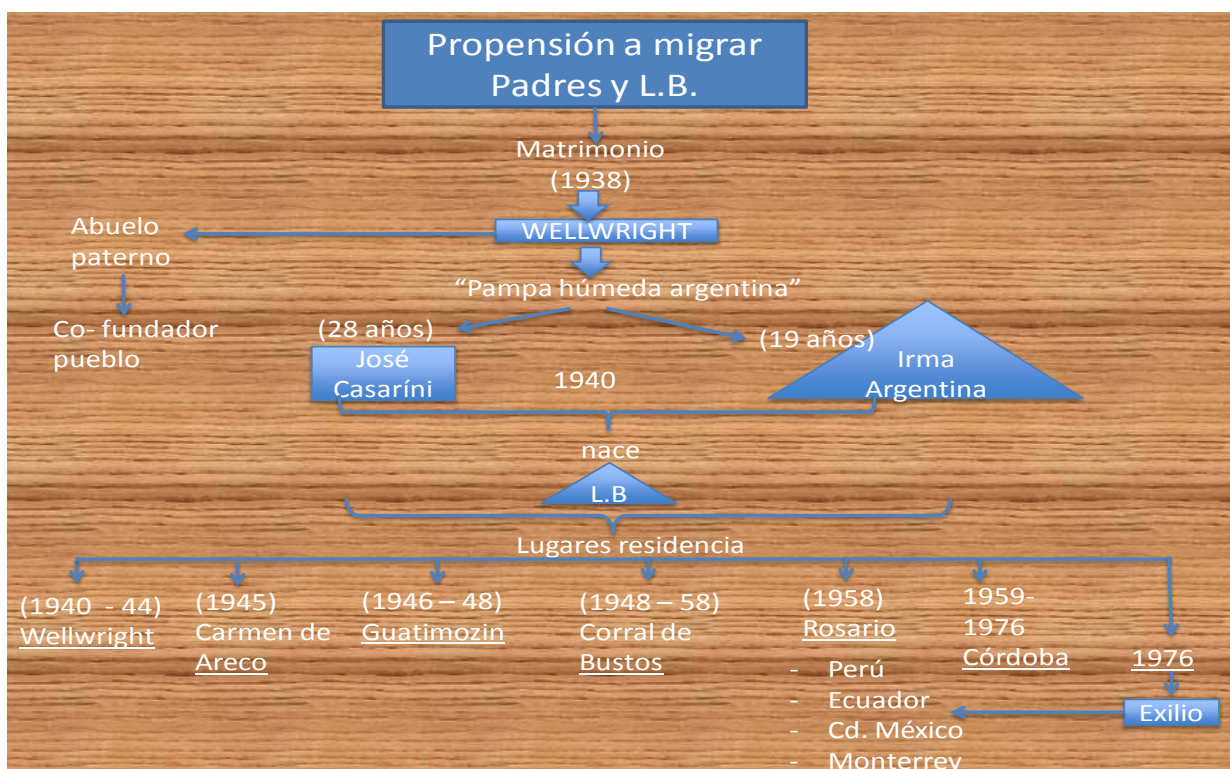 Propensión a migrar
Padres y L.B.
Matrimonio
(1938)
WELLWRIGHT
Abuelo
paterno
Co- fundador
pueblo
“Pampa húmeda argentina”
(28 años)
José
Casaríni
1940
(19 años)
Irma
Argentina
nace
L.B
Lugares residencia
(1940 - 44)
Wellwright
(1945)
Carmen de
Areco
(1946 – 48)
Guatimozin
(1948 – 58)
Corral de
Bustos
(1958)
Rosario
1959-
1976
Córdoba
1976
Exilio
- Perú
- Ecuador
- Cd. México
- Monterrey